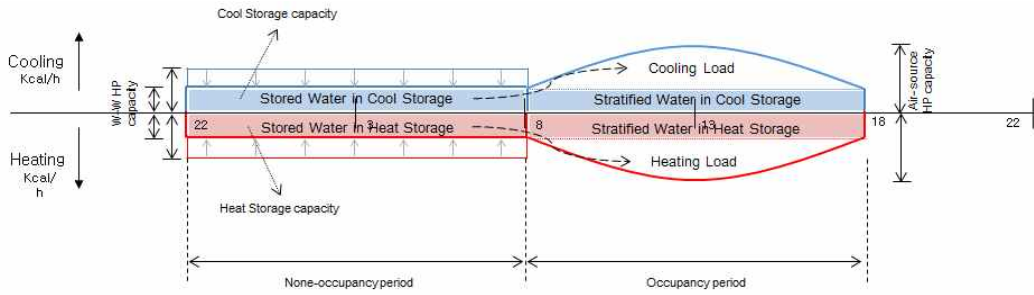 Cool Storage capacity
Cooling
Kcal/h
Cooling Load
W-W HP
capacity
Air-source
HP capacity
Stored Water in Cool Storage
Stratified Water in Cool Storage
22
3
8
13
18
22
Stored Water in Heat Storage
Stratified Water in Heat Storage
Heating
Kcal/
h
Heating Load
Heat Storage capacity
None-occupancy period
Occupancy period